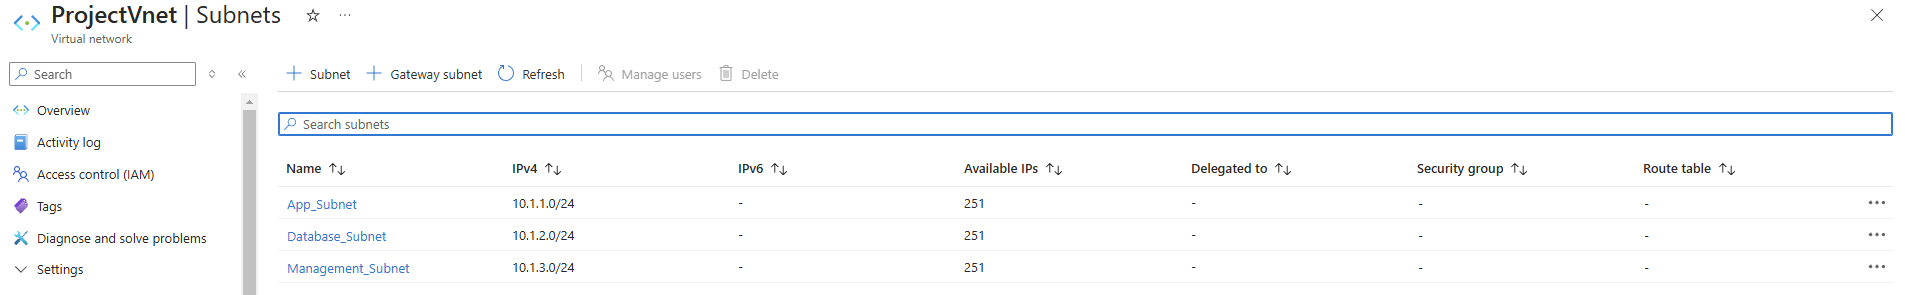 ProjectVnet | Subnets
Virtual network
Search
Subnet Gateway subnet Refresh Manage users Delete
Overview
Activity log
Access control (IAM)
Tags
Diagnose and solve problems
Settings
Search subnets
Name IPv4 IPv6 Available IPs Delegated to Security group Route table
App_Subnet 10.1.1.0/24 - 251 - - -
Database_Subnet 10.1.2.0/24 - 251 - - -
Management_Subnet 10.1.3.0/24 - 251 - - -